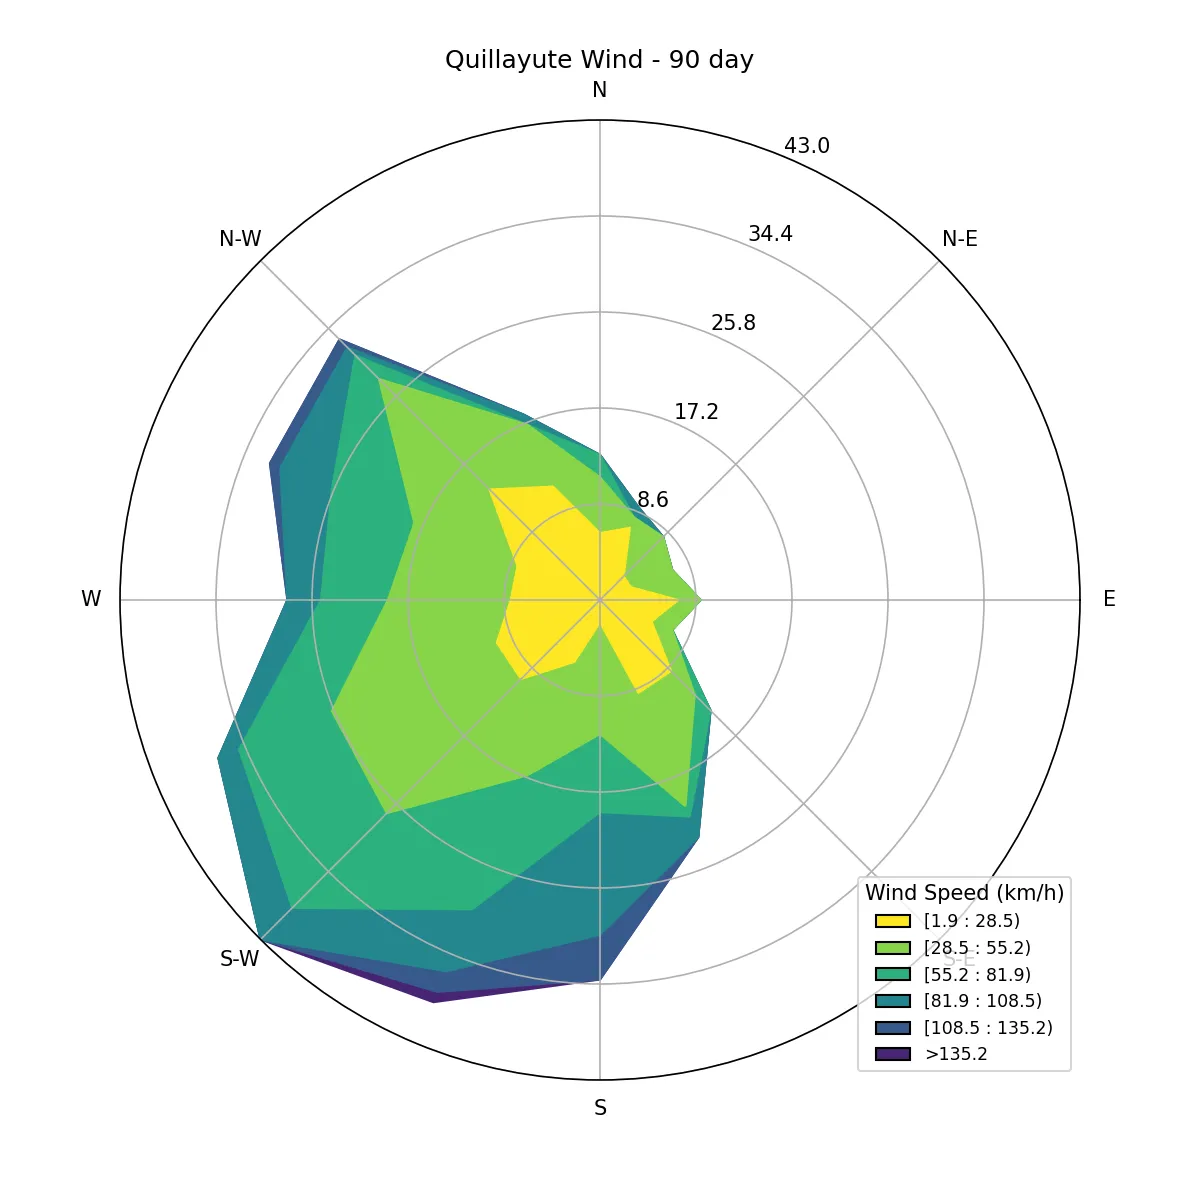 Quillayute Wind - 90 day
N
43.0
N-W
34.4
N-E
25.8
17.2
8.6
W
E
S-W
S-E
S
Wind Speed (km/h)
[1.9 : 28.5)
[28.5 : 55.2)
[55.2 : 81.9)
[81.9 : 108.5)
[108.5 : 135.2)
>135.2